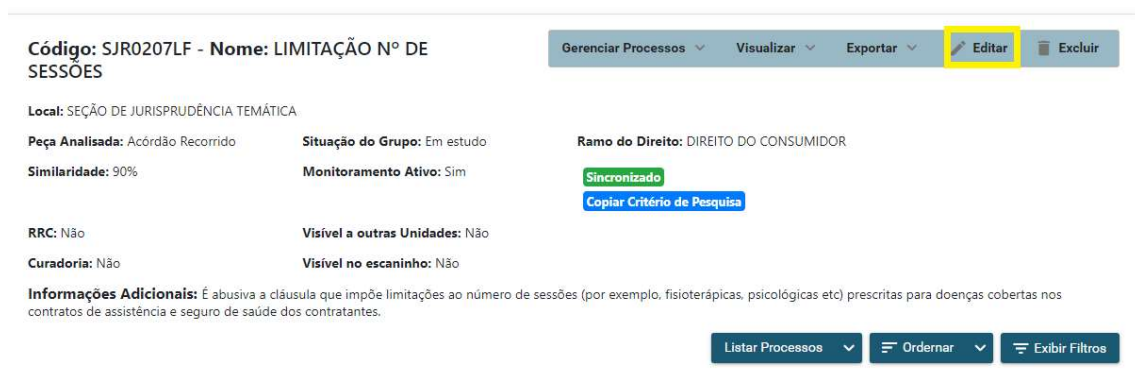 Código: SJR0207LF - Nome: LIMITAÇÃO Nº DE
SESSÕES
Gerenciar Processos Visualizar Exportar Editar Excluir
Local: SEÇÃO DE JURISPRUDÊNCIA TEMÁTICA
Peça Analisada: Acórdão Recorrido Situação do Grupo: Em estudo Ramo do Direito: DIREITO DO CONSUMIDOR
Similaridade: 90% Monitoramento Ativo: Sim Sincronizado
Copiar Critério de Pesquisa
RRC: Não Visível a outras Unidades: Não
Curadoria: Não Visível no escaninho: Não
Informações Adicionais: É abusiva a cláusula que impõe limitações ao número de sessões (por exemplo, fisioterápicas, psicológicas etc) prescritas para doenças cobertas nos
contratos de assistência e seguro de saúde dos contratantes.
Listar Processos Ordernar Exibir Filtros